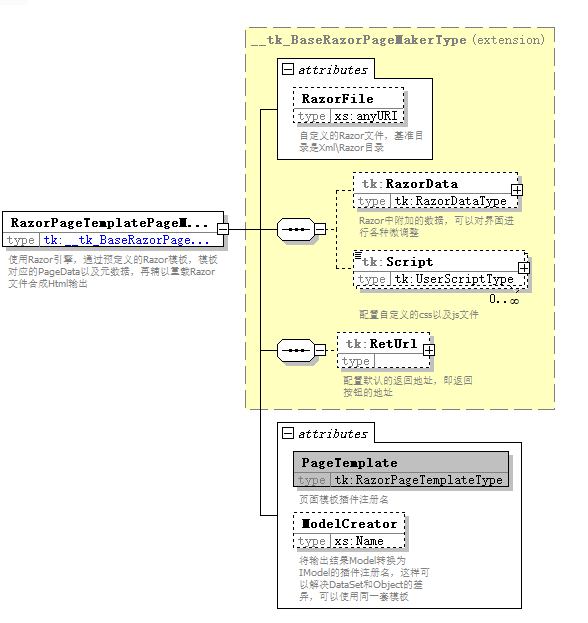 __tk_BaseRazorPageMakerType (extension)
attributes
RazorFile
type xs:anyURI
自定义的Razor文件，基准目
录是Xml\Razor目录
tk:RazorData
type tk:RazorDataType
Razor中附加的数据，可以对界面进
行各种微调整
RazorPageTemplatePageM...
type tk:__tk_BaseRazorPage...
使用Razor引擎，通过预定义的Razor模板，模板
对应的PageData以及元数据，再辅以重载Razor
文件合成Html输出
tk:Script
type tk:UserScriptType
0..∞
配置自定义的css以及js文件
tk:RetUrl
type
配置默认的返回地址，即返回
按钮的地址
attributes
PageTemplate
type tk:RazorPageTemplateType
页面模板插件注册名
ModelCreator
type xs:Name
将输出结果Model转换为
IModel的插件注册名，这样可
以解决DataSet和Object的差
异，可以使用同一套模板